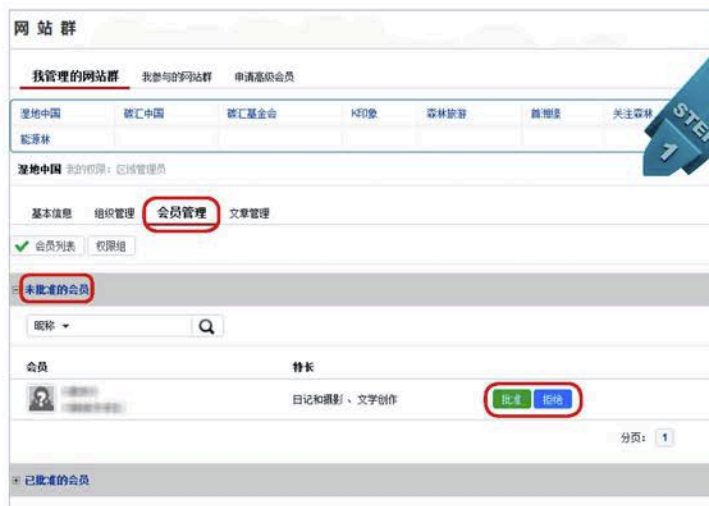 网站群
我管理的网站群 我参与的网站群 申请高级会员
湿地中国 碳汇中国 碳汇基金会 K印象 森林旅游 首湘缘 关注森林
能源林
STEP 1
湿地中国 我的权限：区域管理员
基本信息 组织管理 会员管理 文章管理
会员列表 权限组
未批准的会员
昵称
会员 特长
日记和摄影、文学创作 批准 拒绝
分页： 1
已批准的会员